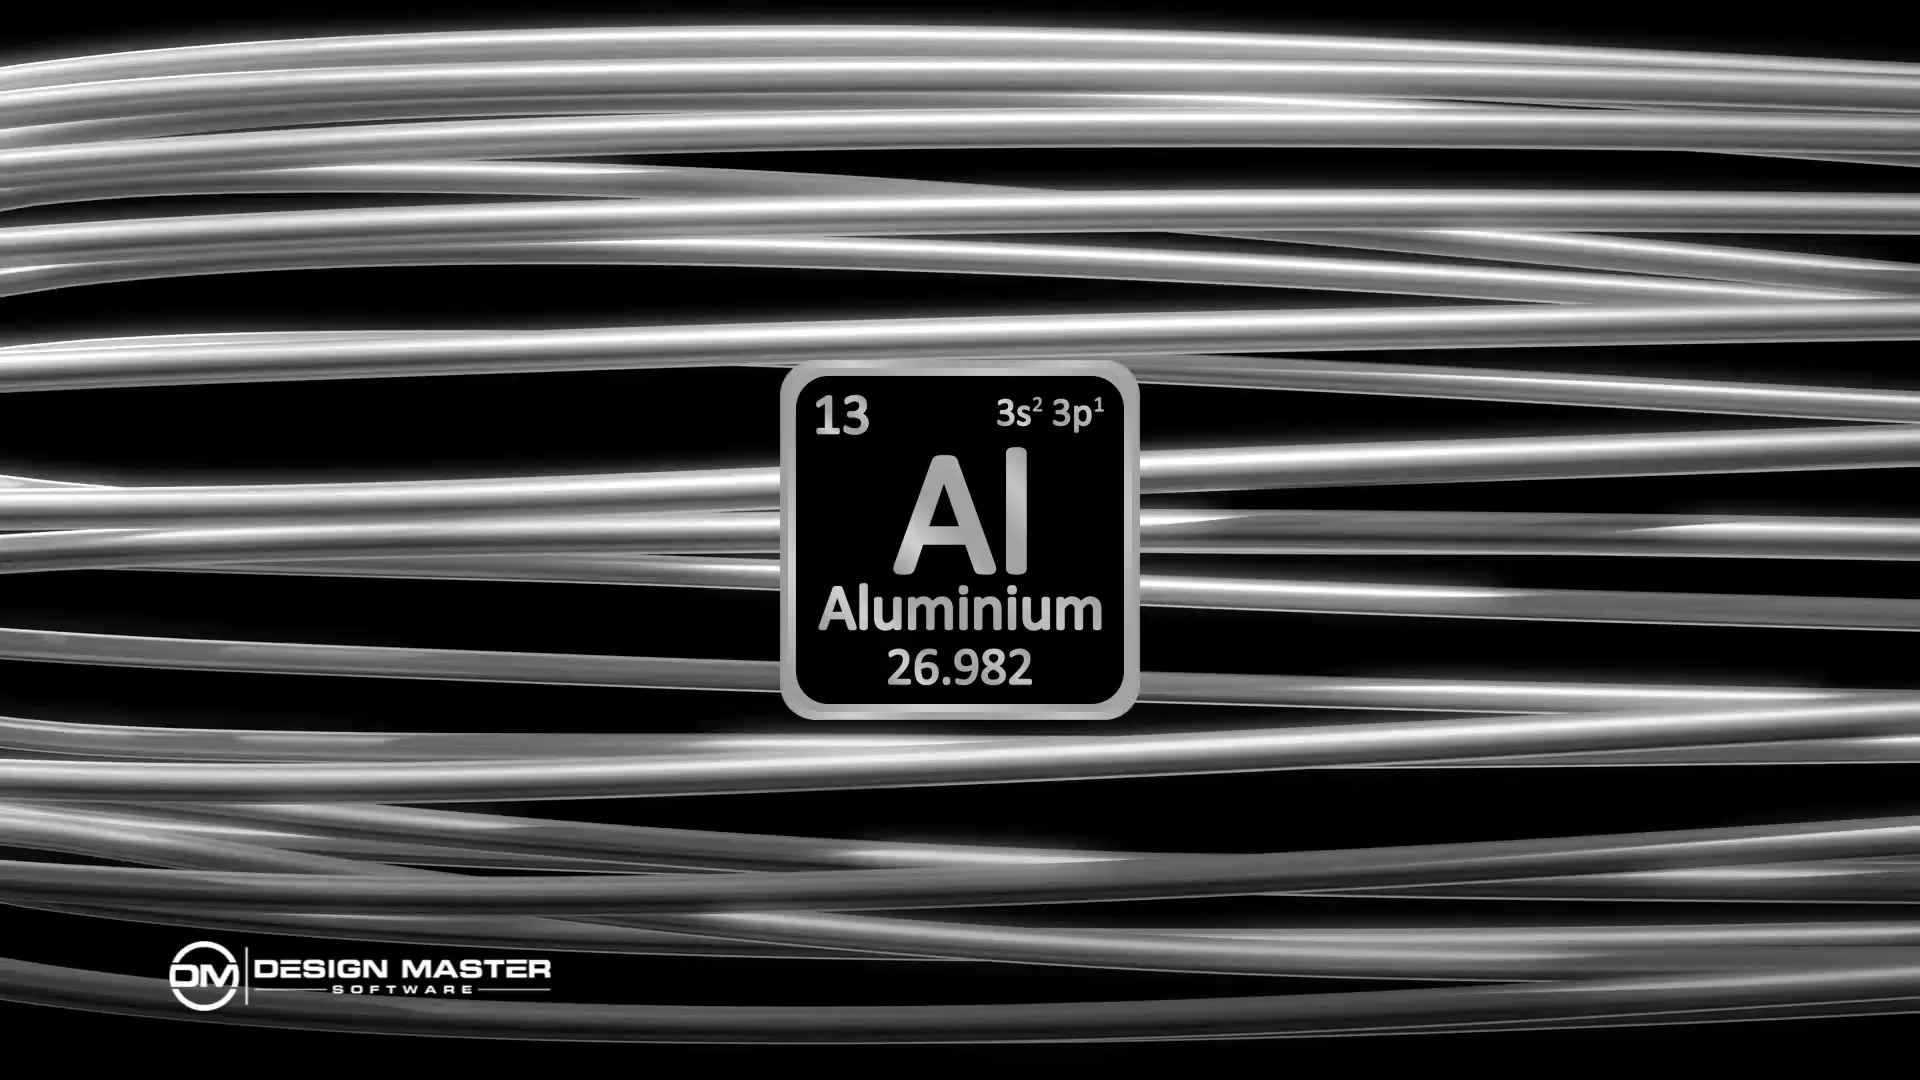 13
3s² 3p¹
Al
Aluminium
26.982
DM
DESIGN MASTER
SOFTWARE